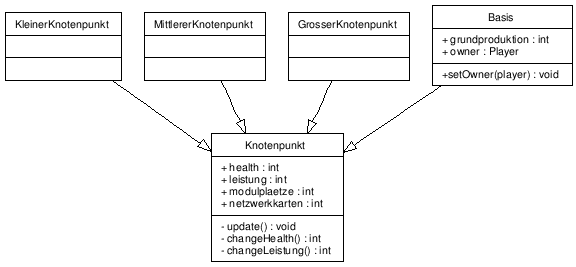 KleinerKnotenpunkt
MittlererKnotenpunkt
GrosserKnotenpunkt
Basis
+ grundproduktion : int
+ owner : Player
+setOwner(player) : void
Knotenpunkt
+ health : int
+ leistung : int
+ modulplaetze : int
+ netzwerkkarten : int
- update() : void
- changeHealth() : int
- changeLeistung() : int